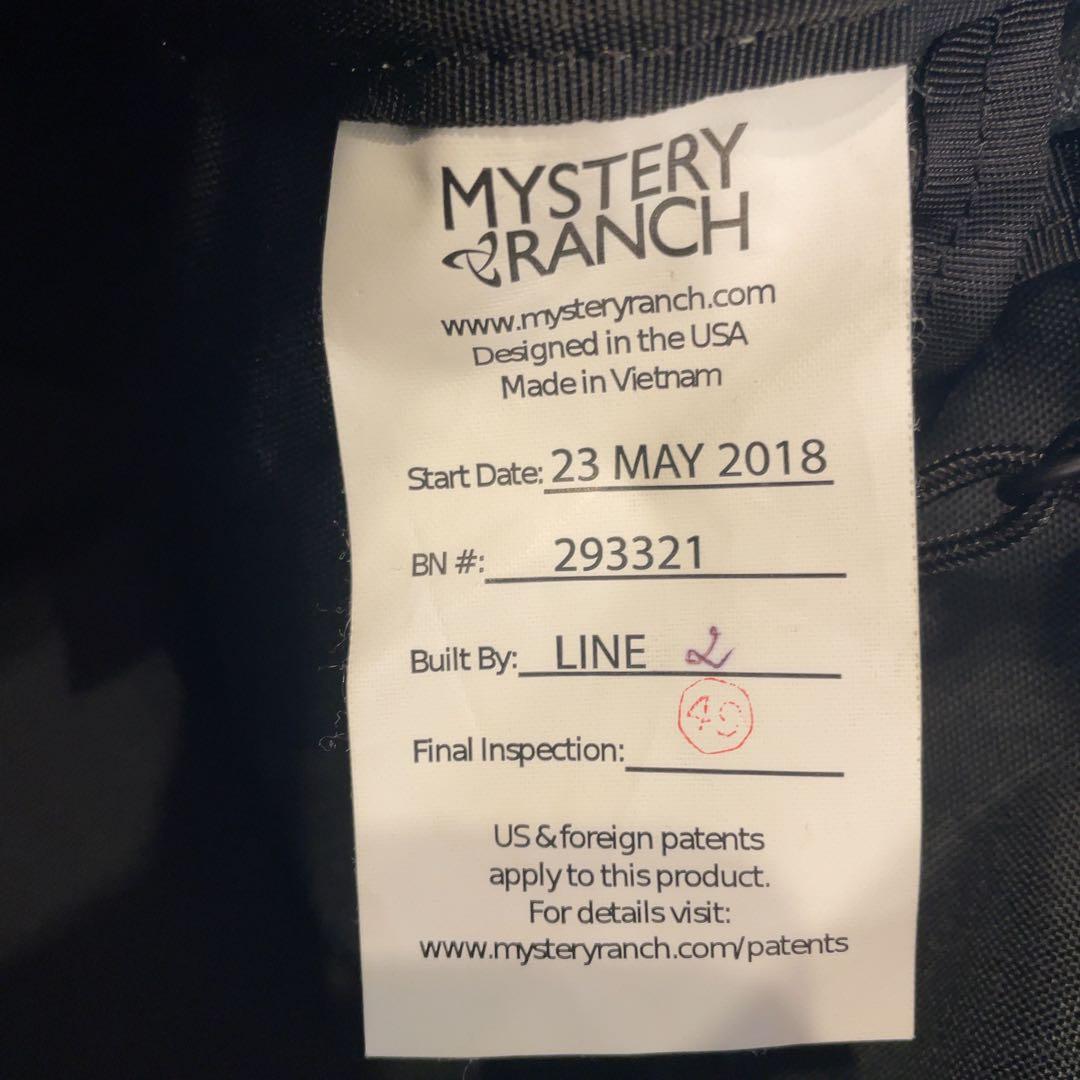 MYSTERY
RANCH
www.mysteryranch.com
Designed in the USA
Made in Vietnam
Start Date: 23 MAY 2018
BN #: 293321
Built By: LINE 2
Final Inspection:
US & foreign patents
apply to this product.
For details visit:
www.mysteryranch.com/patents